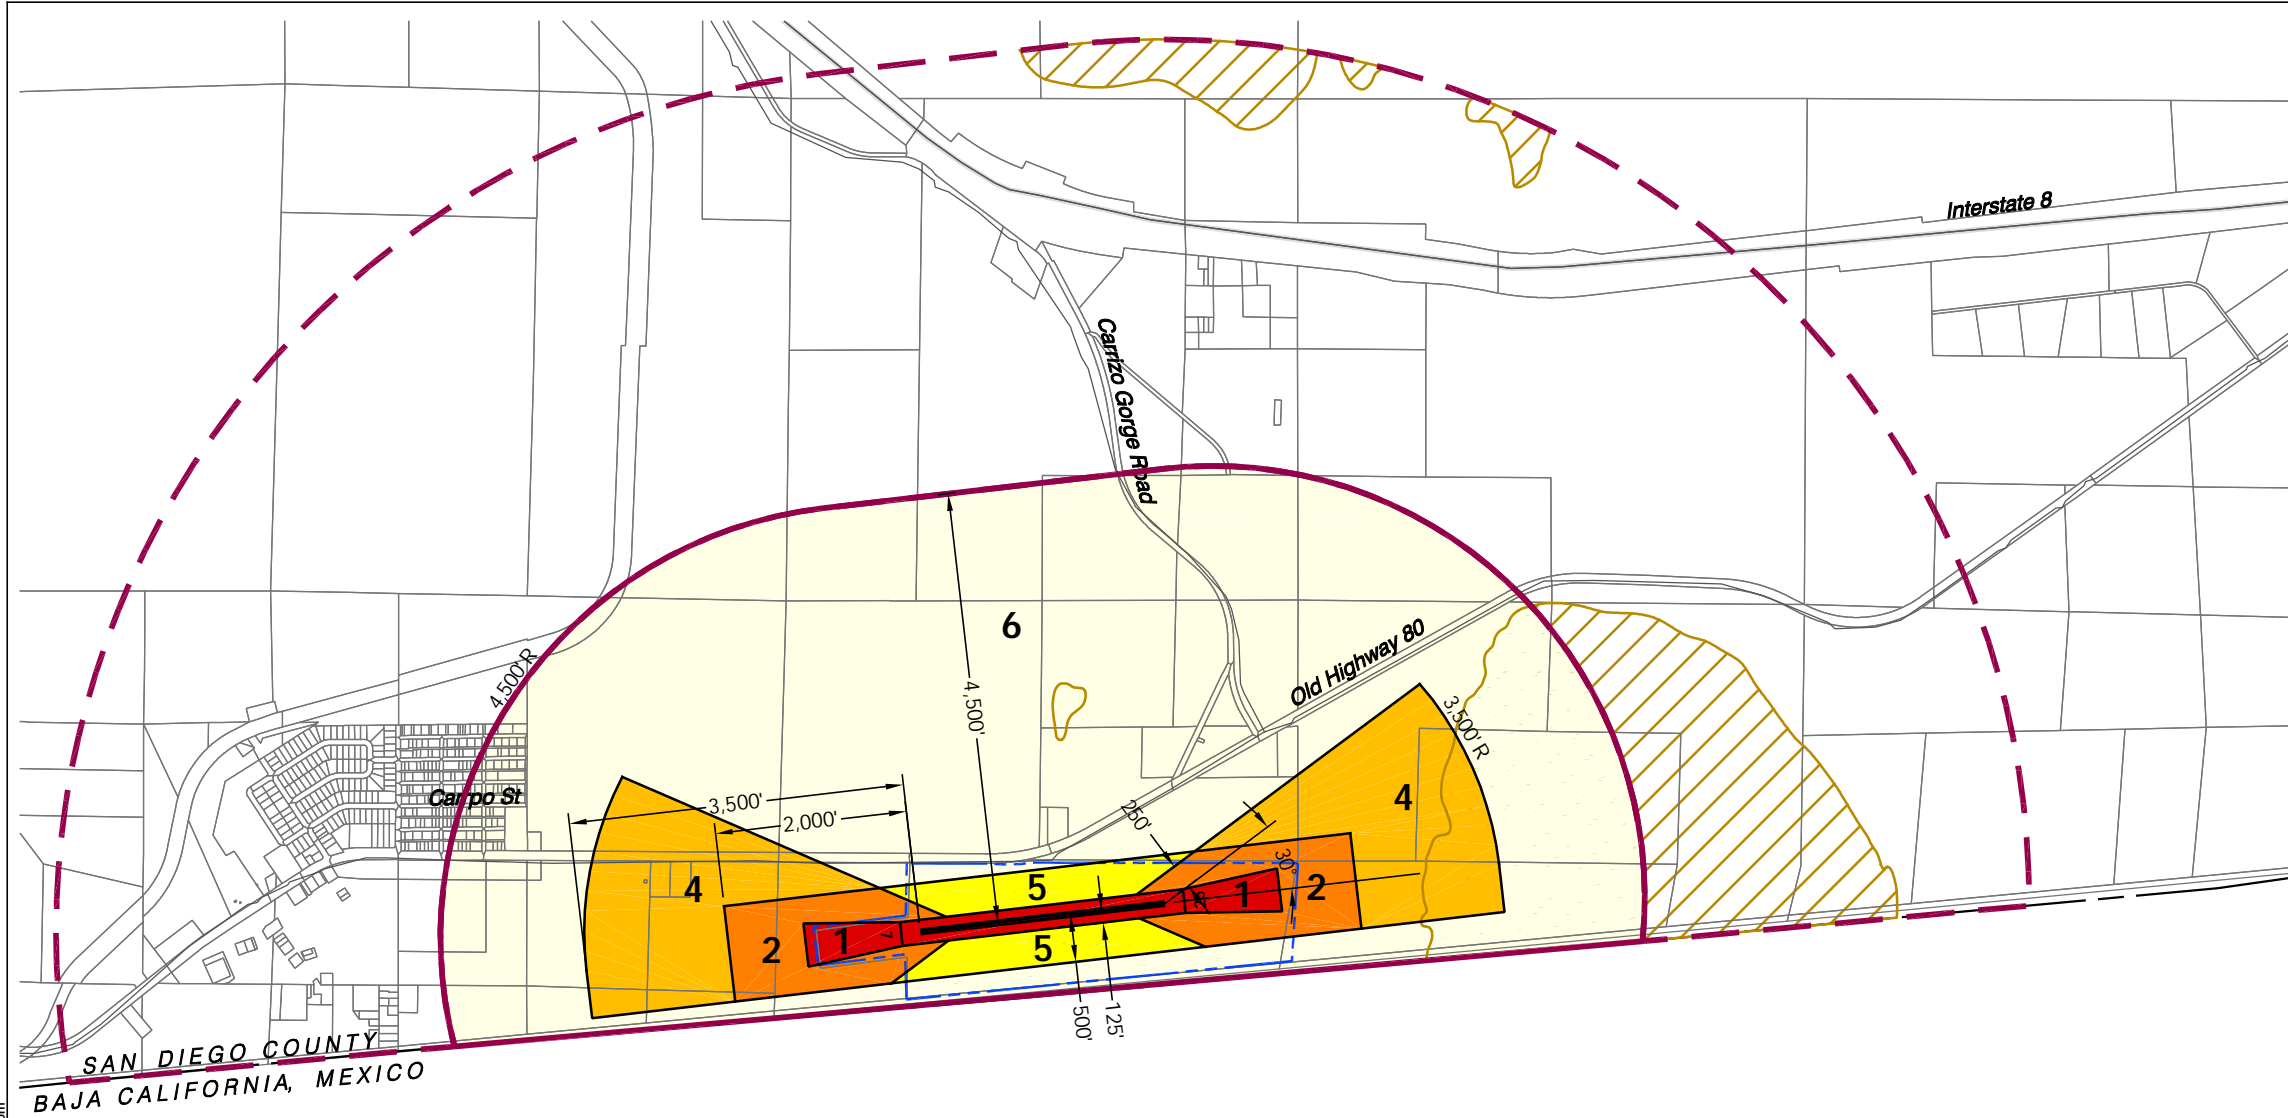 Interstate 8
Carrizo Gorge Road
6
Old Highway 80
4,500' R
4,500'
3,500' R
Campo St
3,500'
2,000'
250'
4
30°
4
5
1
2
2
1
5
500'
125'
SAN DIEGO COUNTY
BAJA CALIFORNIA, MEXICO